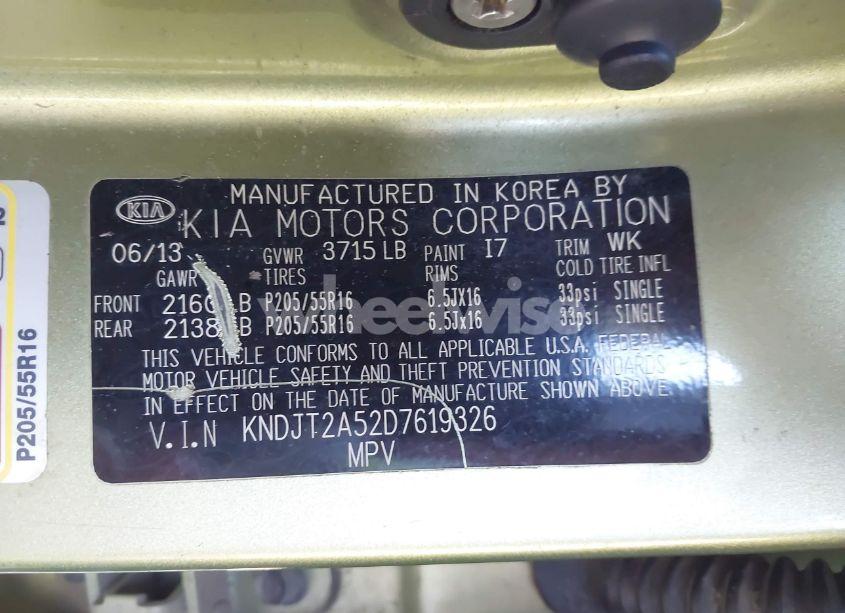 MANUFACTURED IN KOREA BY
KIA KIA MOTORS CORPORATION
06/13 GVWR 3715 LB PAINT I7 TRIM WK
GAWR TIRES RIMS COLD TIRE INFL
FRONT P205/55R16 6.5JX16 33psi SINGLE
REAR P205/55R16 6.5Jx16 33psi SINGLE
THIS VEHICLE CONFORMS TO ALL APPLICABLE U.S.A. FEDERAL
MOTOR VEHICLE SAFETY AND THEFT PREVENTION STANDARDS
IN EFFECT ON THE DATE OF MANUFACTURE SHOWN ABOVE
V.I.N KNDJT2A52D7619326
MPV
P205/55R16
wheelwise